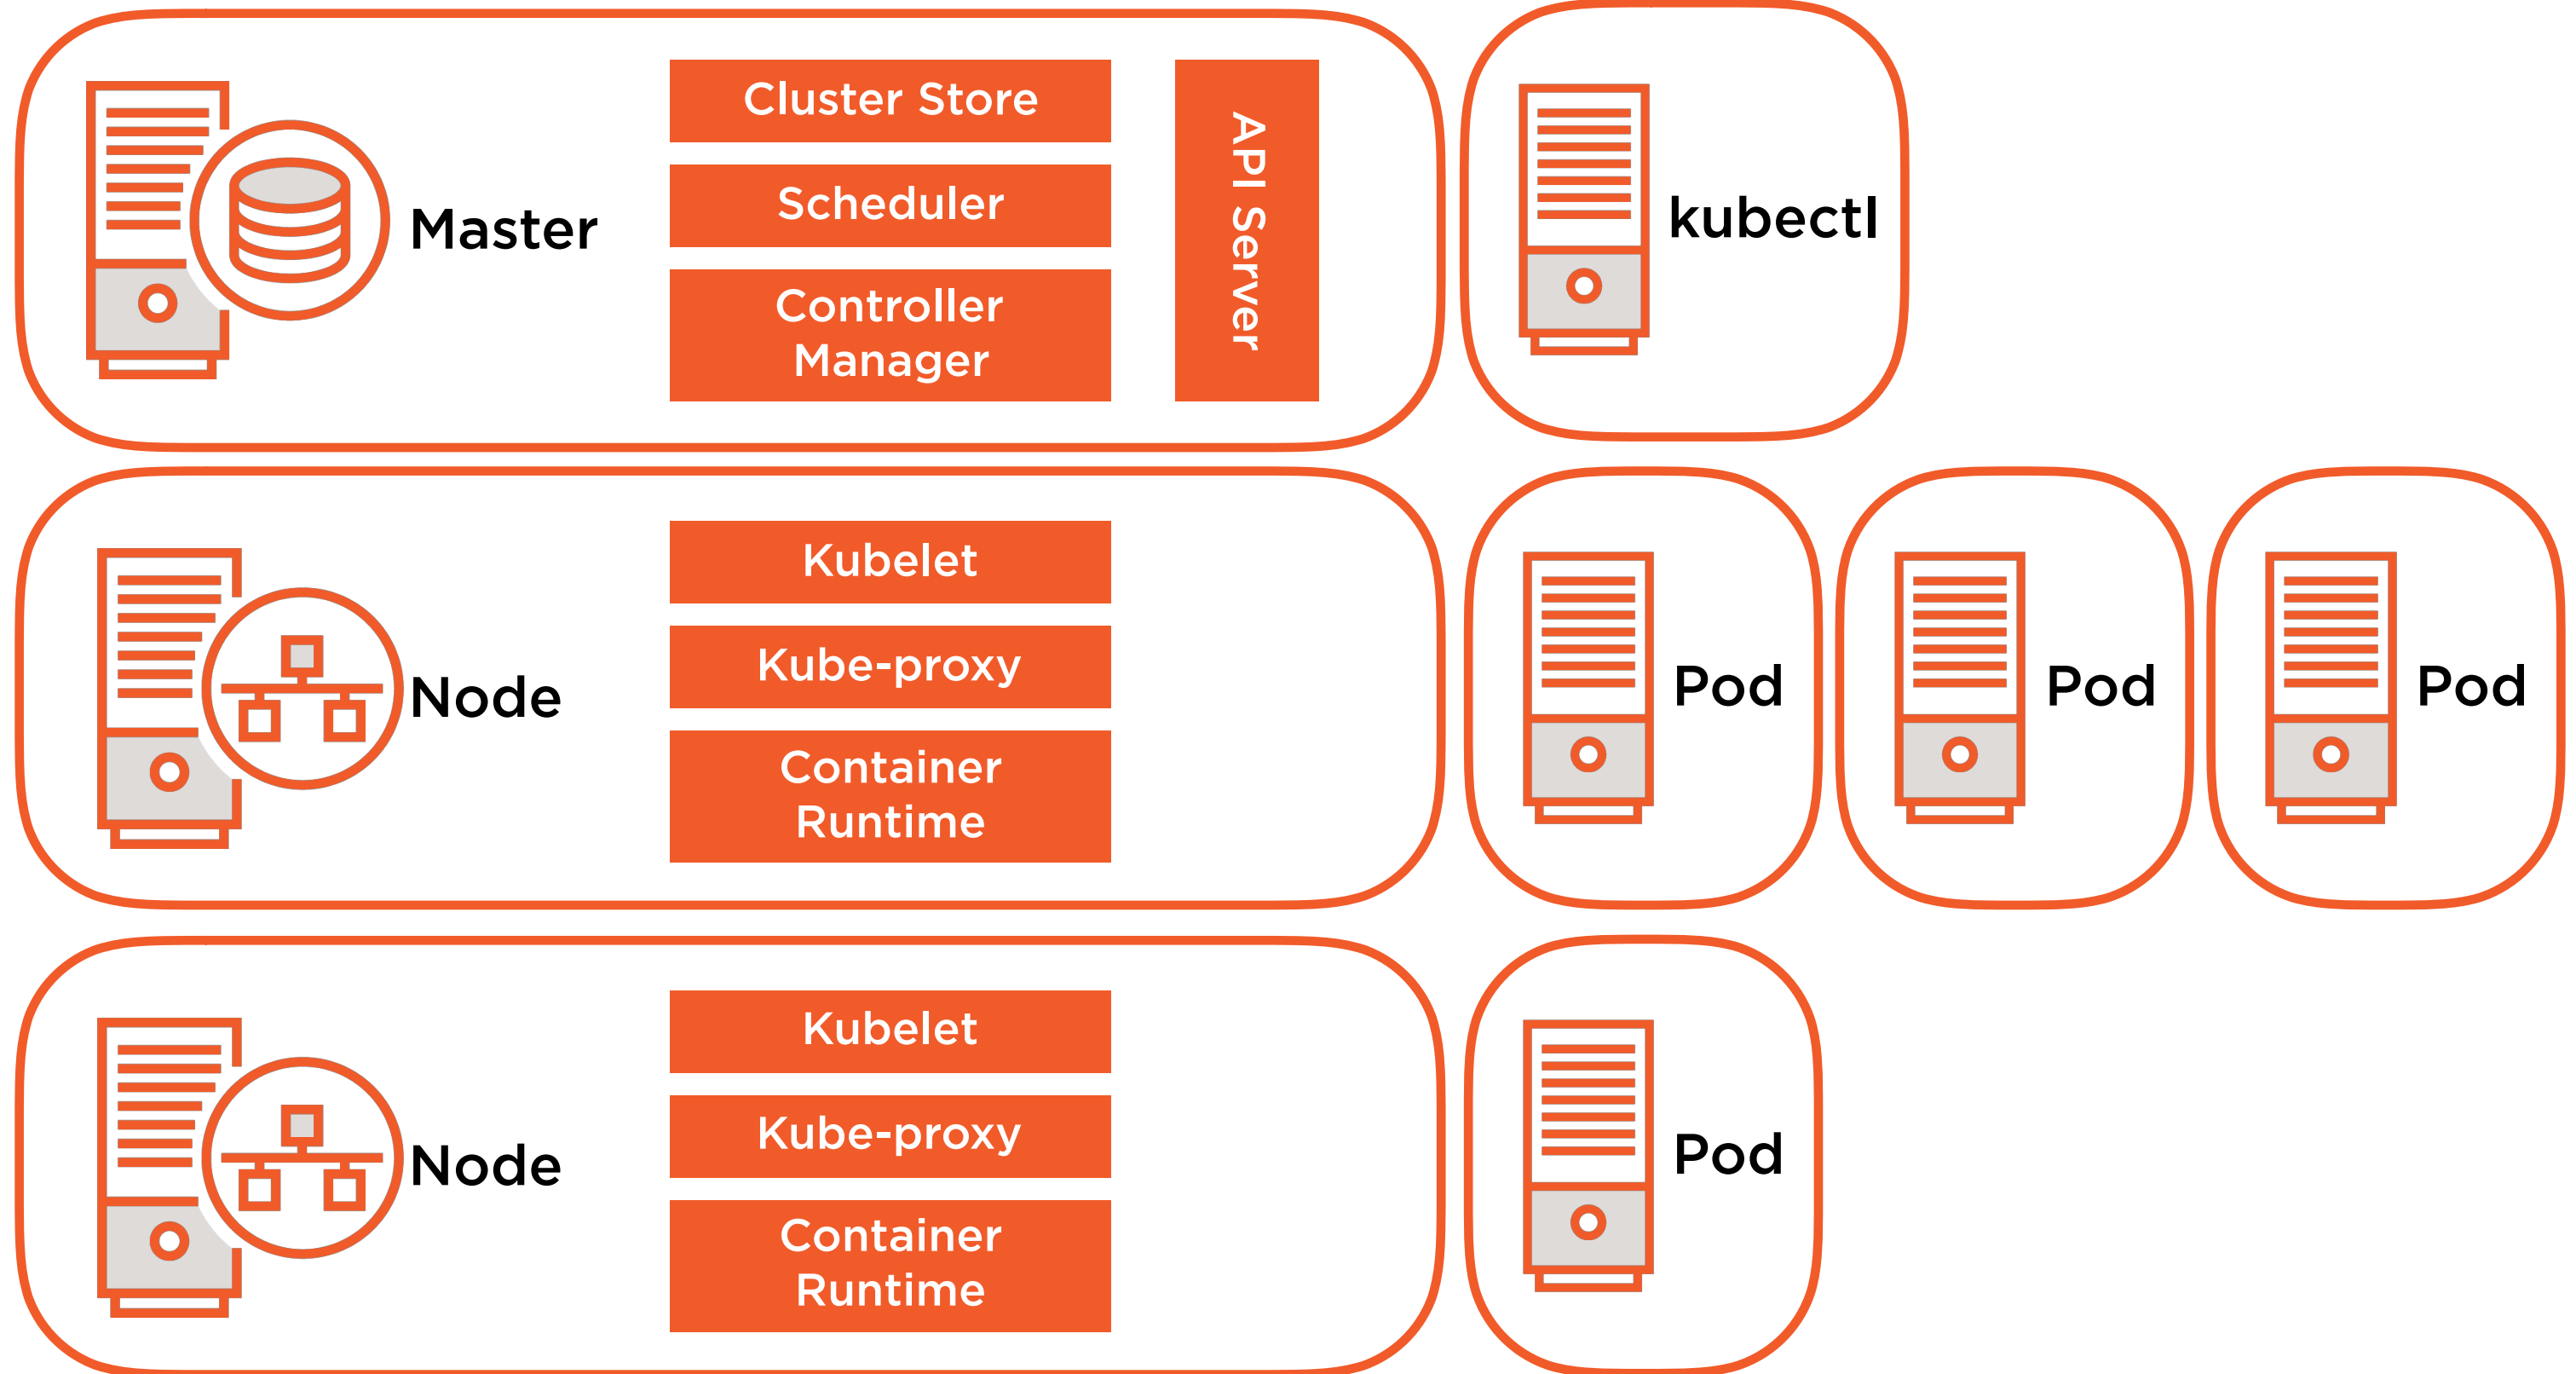 Master
Cluster Store
Scheduler
Controller
Manager
API Server
kubectl
Node
Kubelet
Kube-proxy
Container
Runtime
Pod
Pod
Pod
Node
Kubelet
Kube-proxy
Container
Runtime
Pod